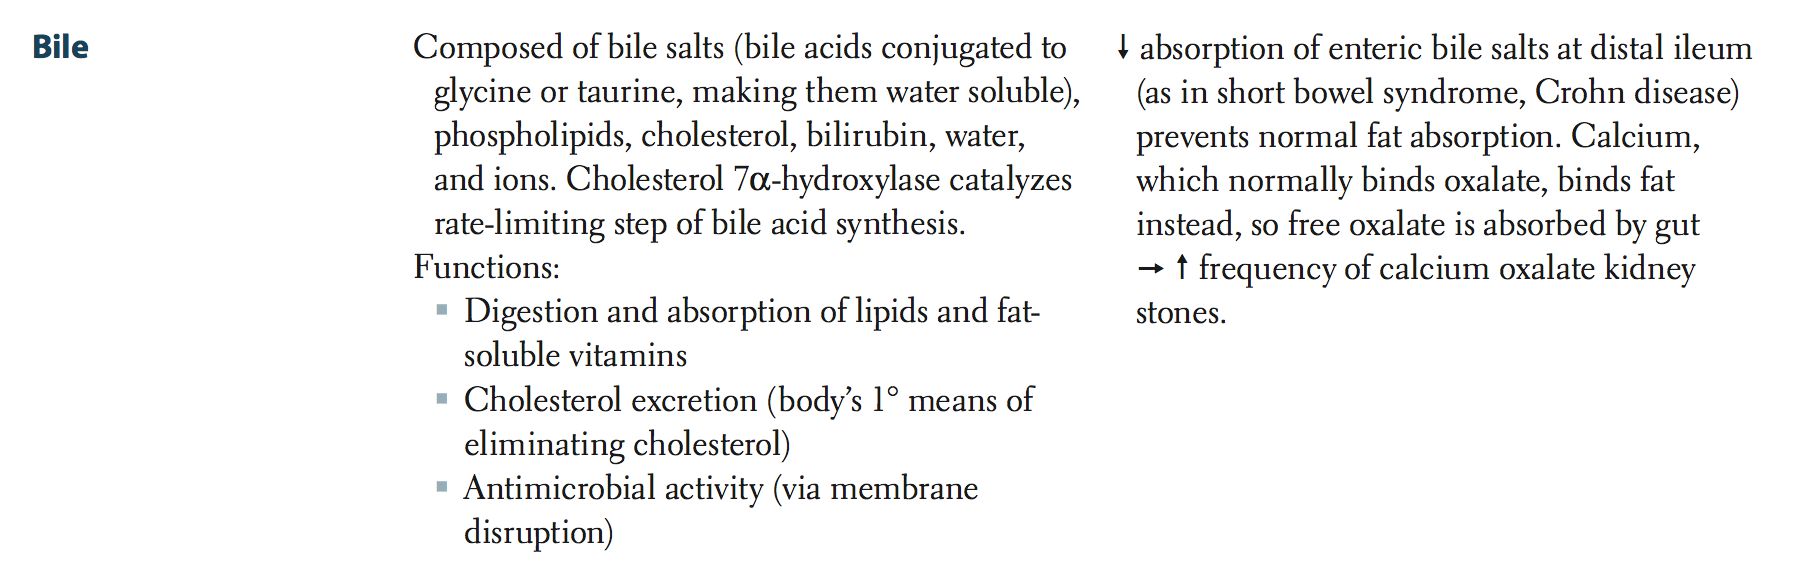 Bile
Composed of bile salts (bile acids conjugated to
glycine or taurine, making them water soluble),
phospholipids, cholesterol, bilirubin, water,
and ions. Cholesterol 7α-hydroxylase catalyzes
rate-limiting step of bile acid synthesis.
Functions:
▪ Digestion and absorption of lipids and fat-
soluble vitamins
▪ Cholesterol excretion (body’s 1° means of
eliminating cholesterol)
▪ Antimicrobial activity (via membrane
disruption)
↓ absorption of enteric bile salts at distal ileum
(as in short bowel syndrome, Crohn disease)
prevents normal fat absorption. Calcium,
which normally binds oxalate, binds fat
instead, so free oxalate is absorbed by gut
→ ↑ frequency of calcium oxalate kidney
stones.